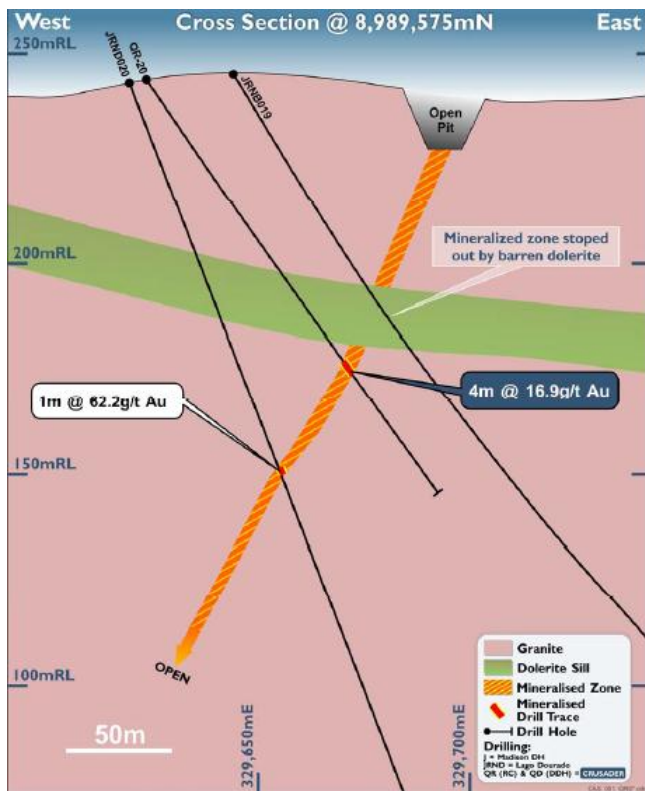 West
Cross Section @ 8,989,575mN
East
250mRL
JRND020
QR-20
JRNB019
Open
Pit
200mRL
Mineralized zone stoped
out by barren dolerite
1m @ 62.2g/t Au
4m @ 16.9g/t Au
150mRL
100mRL
OPEN
50m
329,650mE
329,700mE
Granite
Dolerite Sill
Mineralised Zone
Mineralised
Drill Trace
Drill Hole
Drilling:
J = Madison DH
JRND = Lago Dourado
QR (RC) & QD (DDH) = CRUSADER